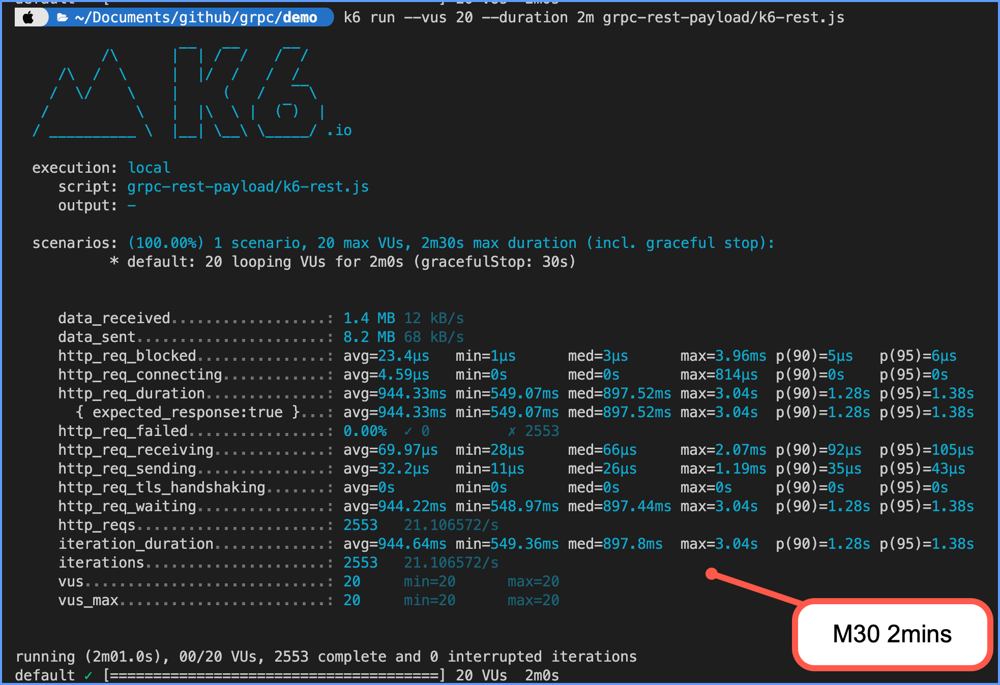 ~/Documents/github/grpc/demo k6 run --vus 20 --duration 2m grpc-rest-payload/k6-rest.js
.io
execution: local
script: grpc-rest-payload/k6-rest.js
output: -
scenarios: (100.00%) 1 scenario, 20 max VUs, 2m30s max duration (incl. graceful stop):
* default: 20 looping VUs for 2m0s (gracefulStop: 30s)
data_received..................: 1.4 MB 12 kB/s
data_sent......................: 8.2 MB 68 kB/s
http_req_blocked...............: avg=23.4µs min=1µs med=3µs max=3.96ms p(90)=5µs p(95)=6µs
http_req_connecting............: avg=4.59µs min=0s med=0s max=814µs p(90)=0s p(95)=0s
http_req_duration..............: avg=944.33ms min=549.07ms med=897.52ms max=3.04s p(90)=1.28s p(95)=1.38s
{ expected_response:true }...: avg=944.33ms min=549.07ms med=897.52ms max=3.04s p(90)=1.28s p(95)=1.38s
http_req_failed................: 0.00% ✓ 0 ✗ 2553
http_req_receiving.............: avg=69.97µs min=28µs med=66µs max=2.07ms p(90)=92µs p(95)=105µs
http_req_sending...............: avg=32.2µs min=11µs med=26µs max=1.19ms p(90)=35µs p(95)=43µs
http_req_tls_handshaking.......: avg=0s min=0s med=0s max=0s p(90)=0s p(95)=0s
http_req_waiting...............: avg=944.22ms min=548.97ms med=897.44ms max=3.04s p(90)=1.28s p(95)=1.38s
http_reqs......................: 2553 21.106572/s
iteration_duration.............: avg=944.64ms min=549.36ms med=897.8ms max=3.04s p(90)=1.28s p(95)=1.38s
iterations.....................: 2553 21.106572/s
vus............................: 20 min=20 max=20
vus_max........................: 20 min=20 max=20
M30 2mins
running (2m01.0s), 00/20 VUs, 2553 complete and 0 interrupted iterations
default ✓ [======================================] 20 VUs 2m0s